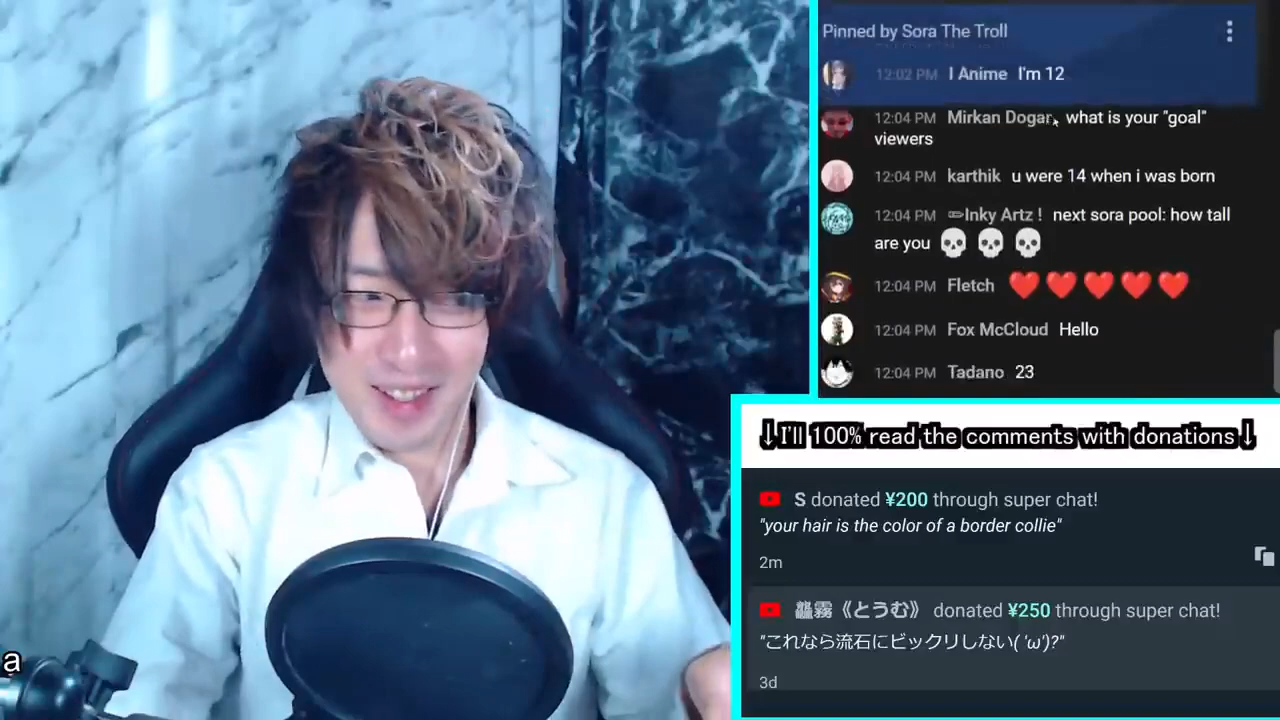 Pinned by Sora The Troll
12:02 PM I Anime I'm 12
12:04 PM Mirkan Dogar, what is your "goal"
viewers
12:04 PM karthik u were 14 when i was born
12:04 PM ✏Inky Artz ! next sora pool: how tall
are you 💀 💀 💀
12:04 PM Fletch ❤️ ❤️ ❤️ ❤️ ❤️
12:04 PM Fox McCloud Hello
12:04 PM Tadano 23
↓I'll 100% read the comments with donations↓
S donated ¥200 through super chat!
"your hair is the color of a border collie"
2m
霧《とうむ》 donated ¥250 through super chat!
"これなら流石にビックリしない( 'ω')?"
3d
a